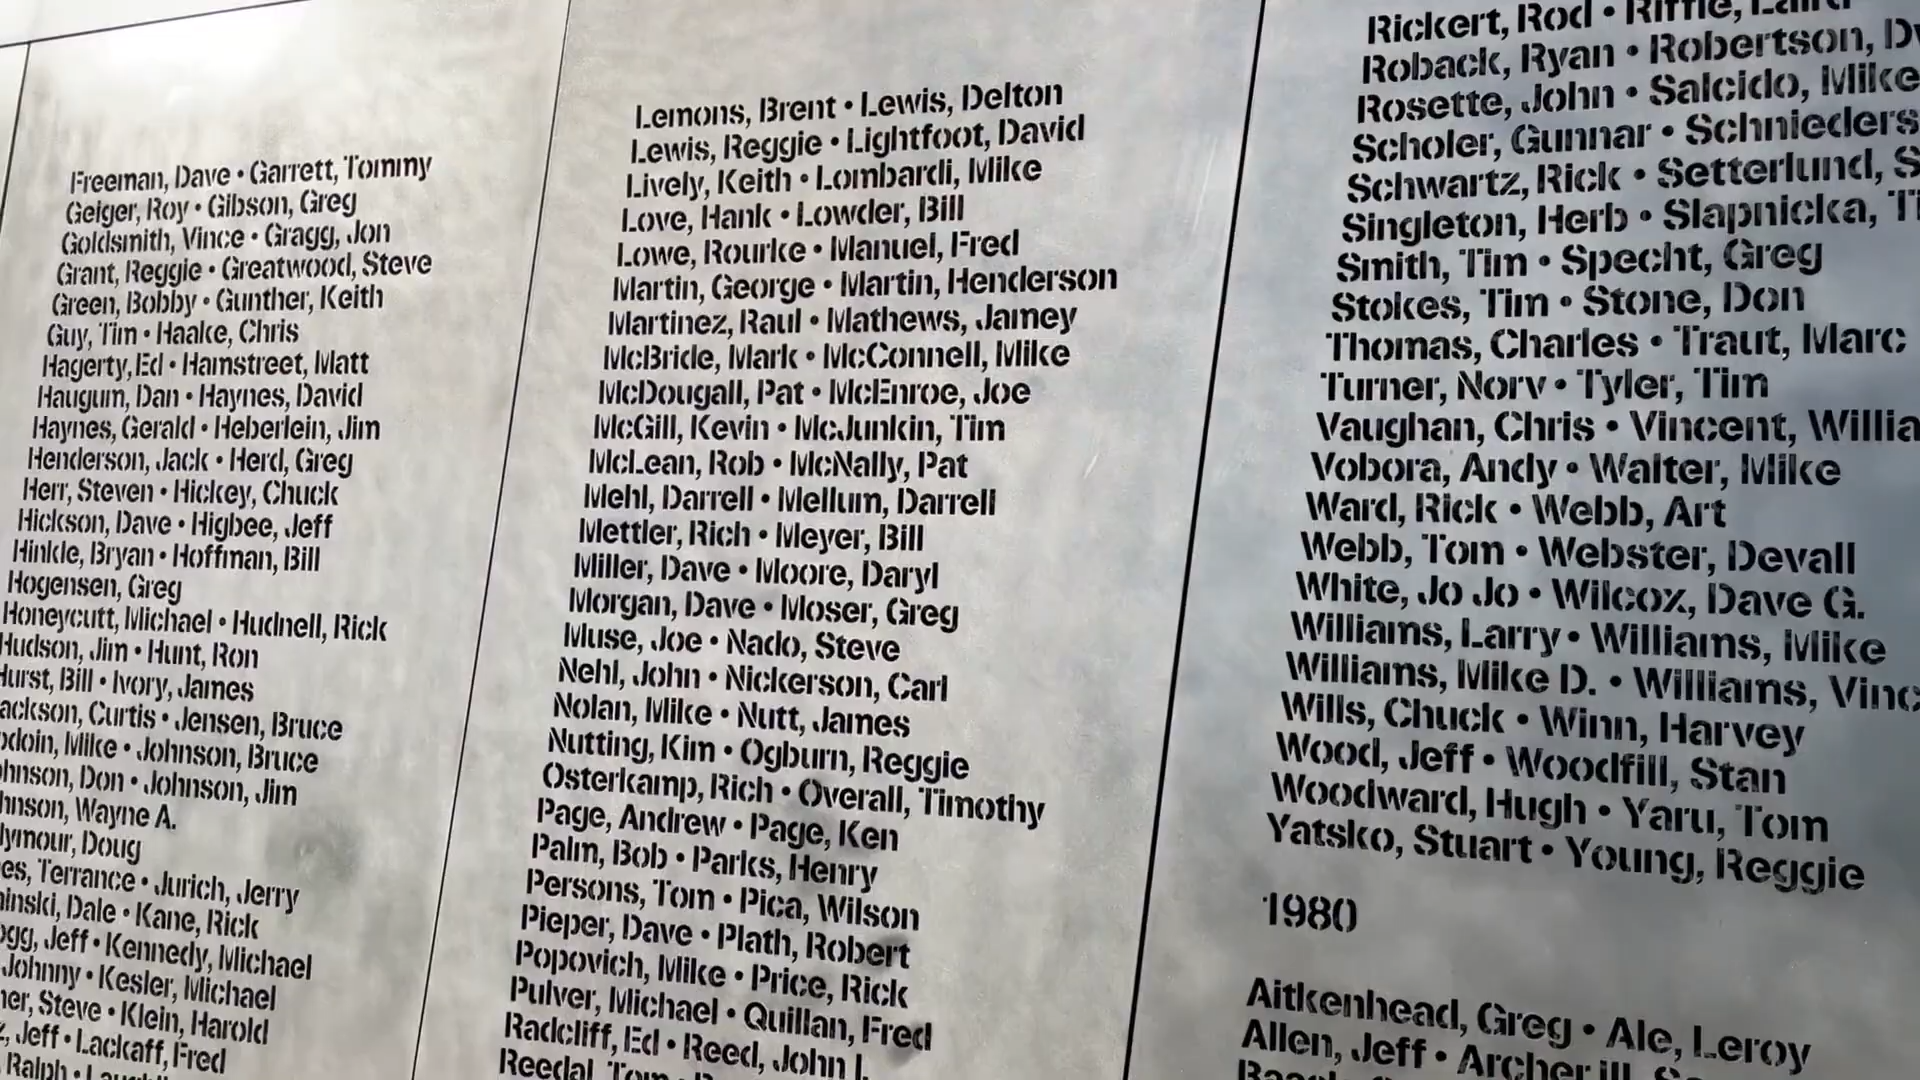 Freeman, Dave • Garrett, Tommy
Geiger, Roy • Gibson, Greg
Goldsmith, Vince • Gragg, Jon
Grant, Reggie • Greatwood, Steve
Green, Bobby • Gunther, Keith
Guy, Tim • Haake, Chris
Hagerty, Ed • Hamstreet, Matt
Haugum, Dan • Haynes, David
Haynes, Gerald • Heberlein, Jim
Henderson, Jack • Herd, Greg
Herr, Steven • Hickey, Chuck
Hickson, Dave • Higbee, Jeff
Hinkle, Bryan • Hoffman, Bill
Hogensen, Greg
Honeycutt, Michael • Hudnell, Rick
Hudson, Jim • Hunt, Ron
Hurst, Bill • Ivory, James
ackson, Curtis • Jensen, Bruce
Mike • Johnson, Bruce
hnson, Don • Johnson, Jim
hnson, Wayne A.
lymour, Doug
es, Terrance • Jurich, Jerry
inski, Dale • Kane, Rick
ogg, Jeff • Kennedy, Michael
Johnny • Kesler, Michael
her, Steve • Klein, Harold
Jeff • Lackaff, Fred
Ralph •
Lemons, Brent • Lewis, Delton
Lewis, Reggie • Lightfoot, David
Lively, Keith • Lombardi, Mike
Love, Hank • Lowder, Bill
Lowe, Rourke • Manuel, Fred
Martin, George • Martin, Henderson
Martinez, Raul • Mathews, Jamey
McBride, Mark • McConnell, Mike
McDougall, Pat • McEnroe, Joe
McGill, Kevin • McJunkin, Tim
McLean, Rob • McNally, Pat
Mehl, Darrell • Mellum, Darrell
Mettler, Rich • Meyer, Bill
Miller, Dave • Moore, Daryl
Morgan, Dave • Moser, Greg
Muse, Joe • Nado, Steve
Nehl, John • Nickerson, Carl
Nolan, Mike • Nutt, James
Nutting, Kim • Ogburn, Reggie
Osterkamp, Rich • Overall, Timothy
Page, Andrew • Page, Ken
Palm, Bob • Parks, Henry
Persons, Tom • Pica, Wilson
Pieper, Dave • Plath, Robert
Popovich, Mike • Price, Rick
Pulver, Michael • Quillan, Fred
Radcliff, Ed • Reed, John I.
Reedal, Tom •
Rickert, Rod • Riffle,
Roback, Ryan • Robertson,
Rosette, John • Salcido, Mike
Scholer, Gunnar • Schnieders
Schwartz, Rick • Setterlund, S
Singleton, Herb • Slapnicka, Ti
Smith, Tim • Specht, Greg
Stokes, Tim • Stone, Don
Thomas, Charles • Traut, Marc
Turner, Norv • Tyler, Tim
Vaughan, Chris • Vincent, Willia
Vobora, Andy • Walter, Mike
Ward, Rick • Webb, Art
Webb, Tom • Webster, Devall
White, Jo Jo • Wilcox, Dave G.
Williams, Larry • Williams, Mike
Williams, Mike D. • Williams, Vinc
Wills, Chuck • Winn, Harvey
Wood, Jeff • Woodfill, Stan
Woodward, Hugh • Yaru, Tom
Yatsko, Stuart • Young, Reggie
1980
Aitkenhead, Greg • Ale, Leroy
Allen, Jeff • Archer III,